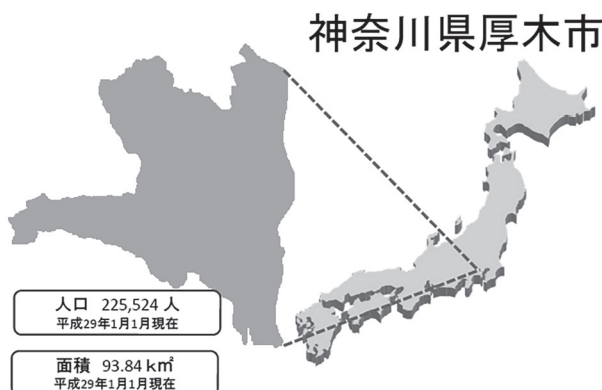 神奈川県厚木市
人口 225,524 人
平成29年1月1月現在
面積 93.84 k㎡
平成29年1月1日現在